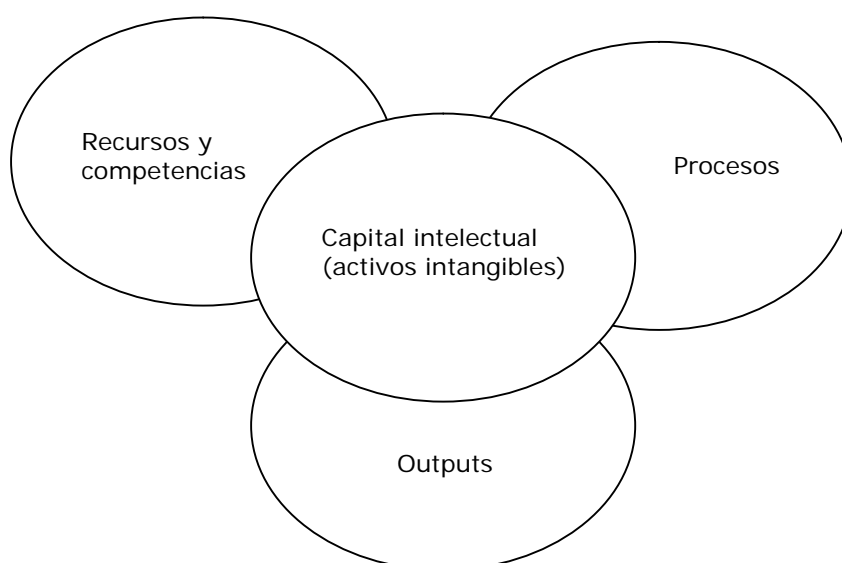 Recursos y
competencias
Procesos
Capital intelectual
(activos intangibles)
Outputs